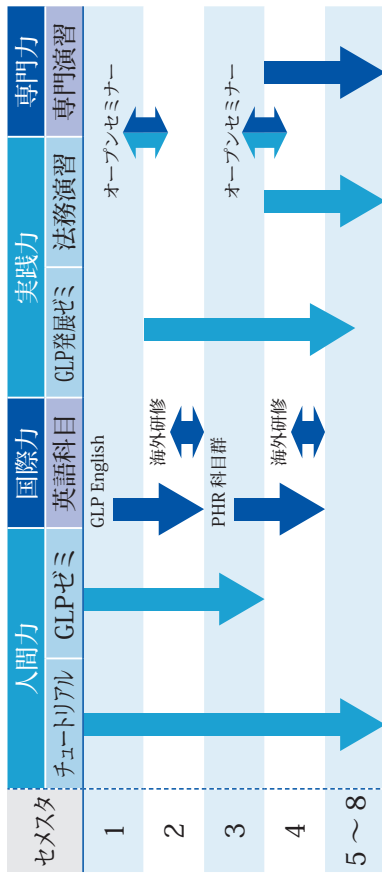 セメスタ
人間力
国際力
実践力
専門力
チュートリアル
GLPゼミ
英語科目
GLP発展ゼミ
法務演習
専門演習
1
GLP English
オープンセミナー
2
海外研修
3
PHR 科目群
オープンセミナー
4
海外研修
5～8